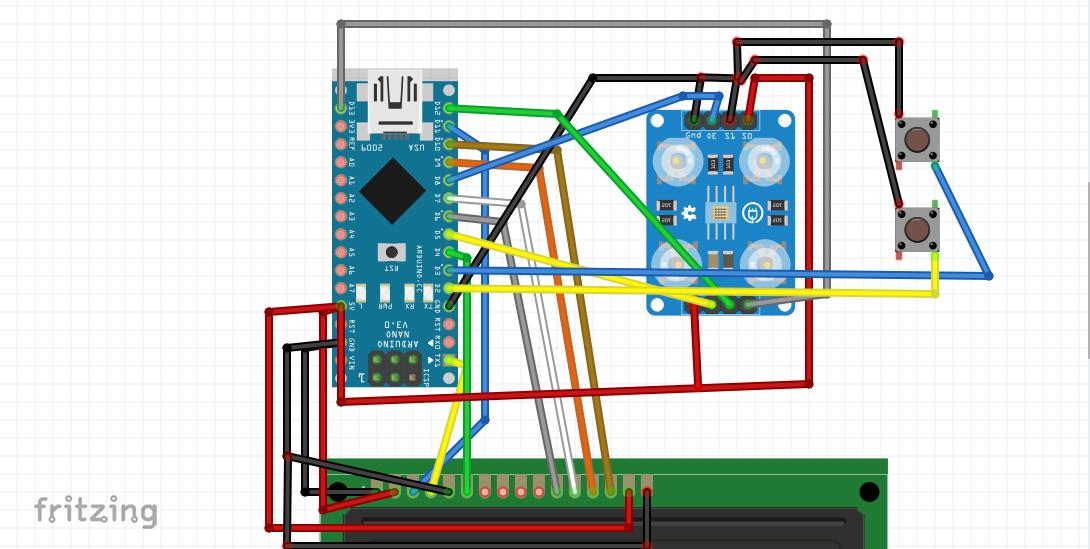 D13
3V3
REF
A0
A1
A2
A3
A4
A5
A6
A7
5V
RST
GND
VIN
USA
2009
D12
D11
D10
D9
D8
D7
D6
D5
D4
D3
D2
GND
RST
RX0
TX1
RST
ARDUINO.CC
L
PWR
RX
TX
ARDUINO
NANO
V3.0
ICSP
1
Gnd
OE
S1
S0
fritzing